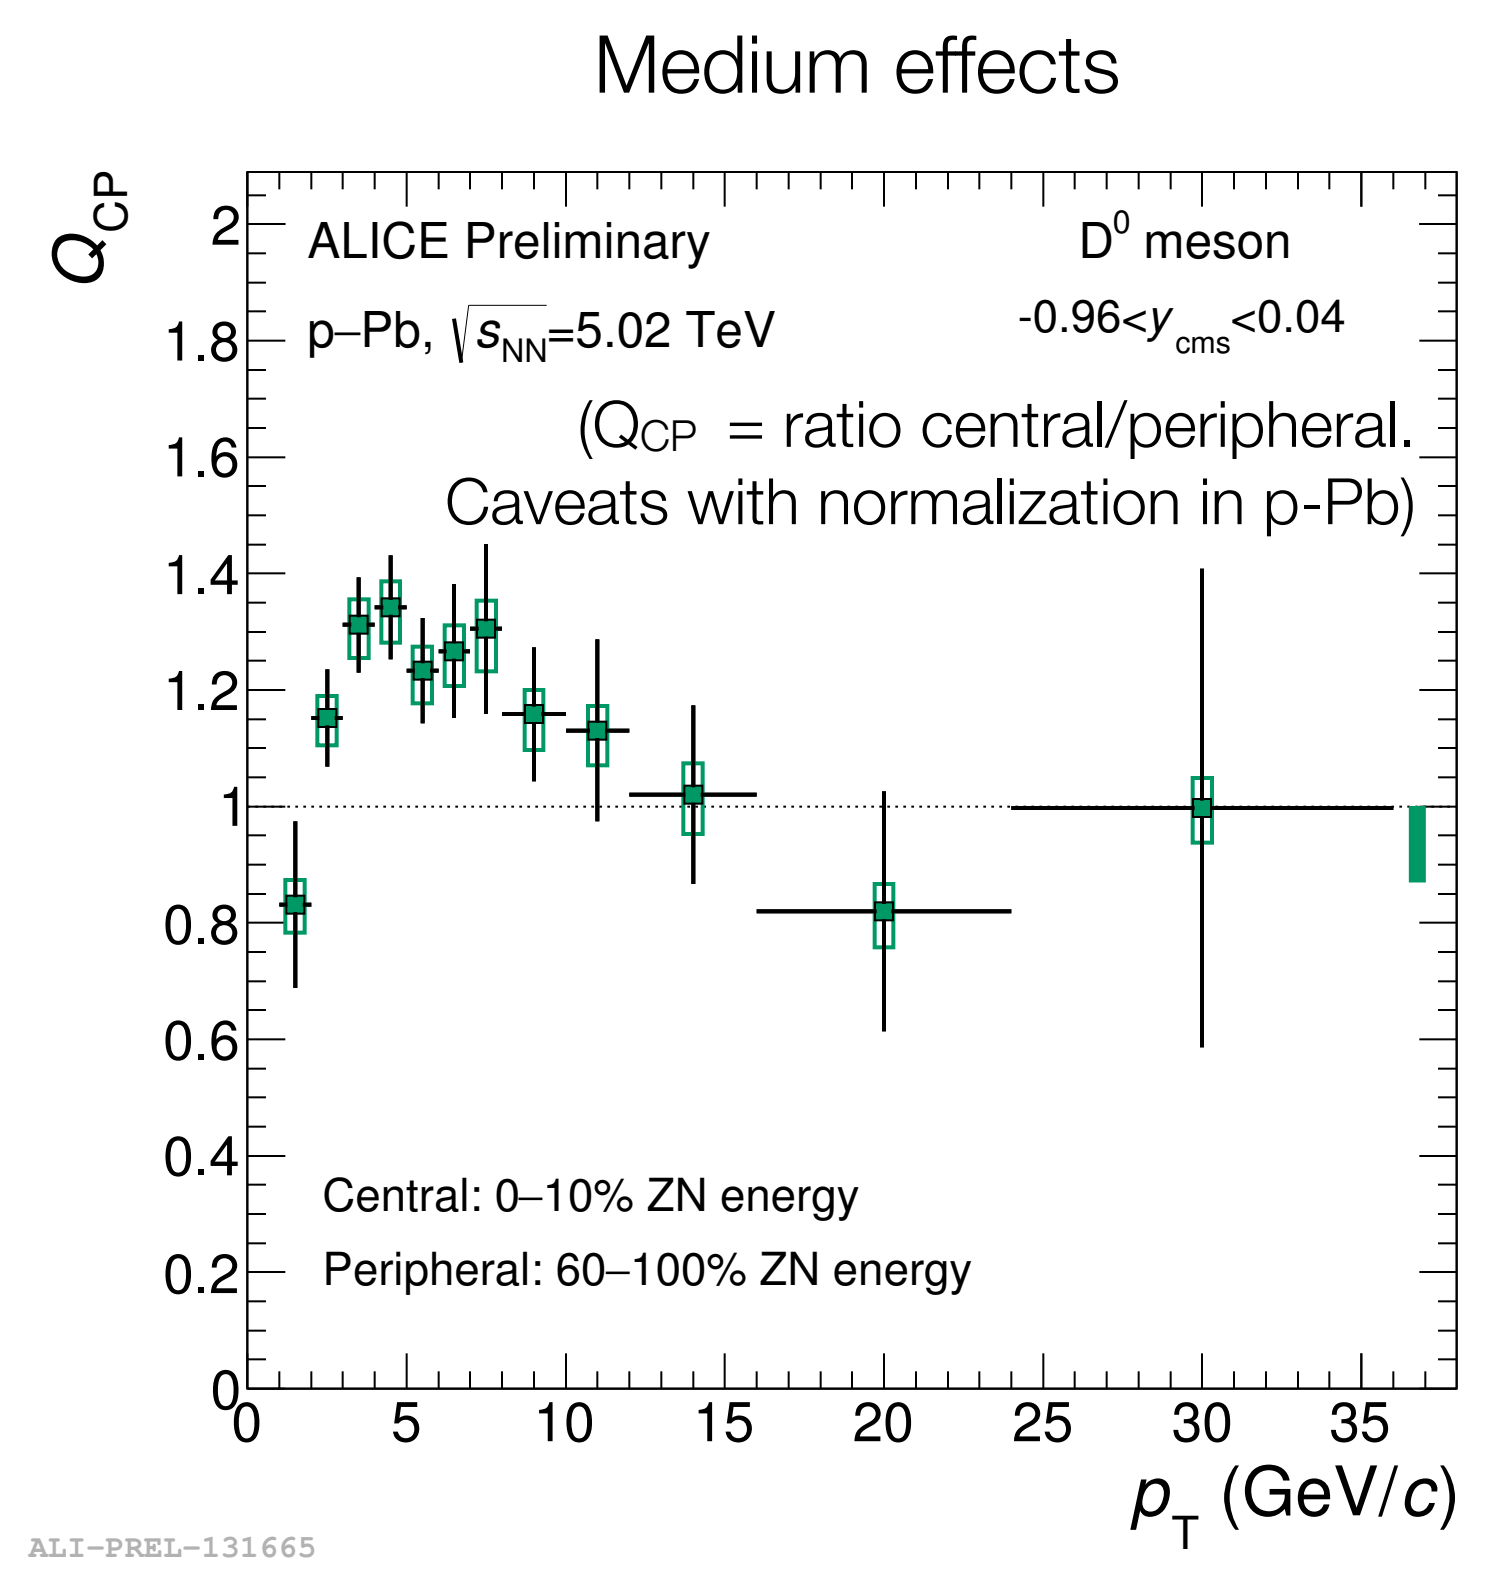 Medium effects
Q_CP
ALICE Preliminary
D⁰ meson
p–Pb, √s_NN=5.02 TeV
-0.96<y_cms<0.04
(Q_CP = ratio central/peripheral.
Caveats with normalization in p-Pb)
2
1.8
1.6
1.4
1.2
1
0.8
0.6
0.4
0.2
0
Central: 0–10% ZN energy
Peripheral: 60–100% ZN energy
0 5 10 15 20 25 30 35
p_T (GeV/c)
ALI-PREL-131665